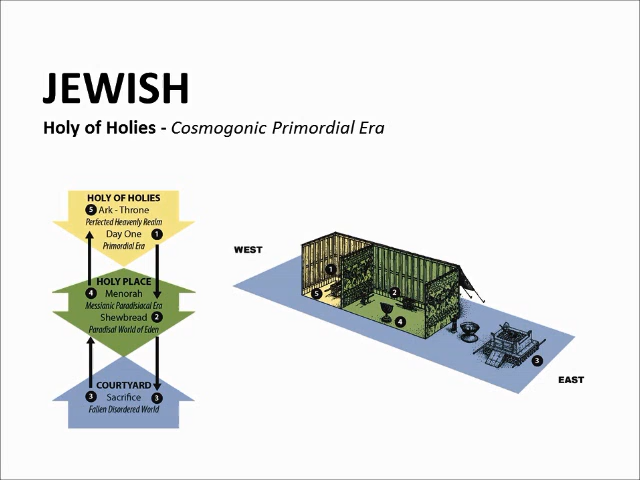 JEWISH
Holy of Holies - Cosmogonic Primordial Era
HOLY OF HOLIES
5 Ark - Throne
Perfected Heavenly Realm
Day One 1
Primordial Era
HOLY PLACE
4 Menorah
Messianic Paradisiacal Era
Shewbread 2
Paradisal World of Eden
COURTYARD
3 Sacrifice 3
Fallen Disordered World
WEST
1
5
2
4
3
EAST